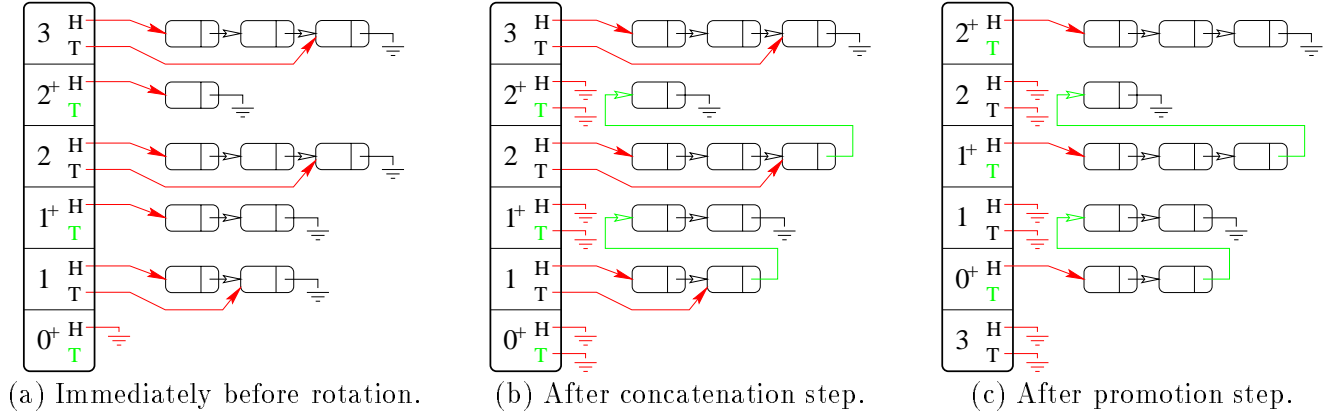 3 H
T
2+ H
T
2 H
T
1+ H
T
1 H
T
0+ H
T
(a) Immediately before rotation.
3 H
T
2+ H
T
2 H
T
1+ H
T
1 H
T
0+ H
T
(b) After concatenation step.
2+ H
T
2 H
T
1+ H
T
1 H
T
0+ H
T
3 H
T
(c) After promotion step.